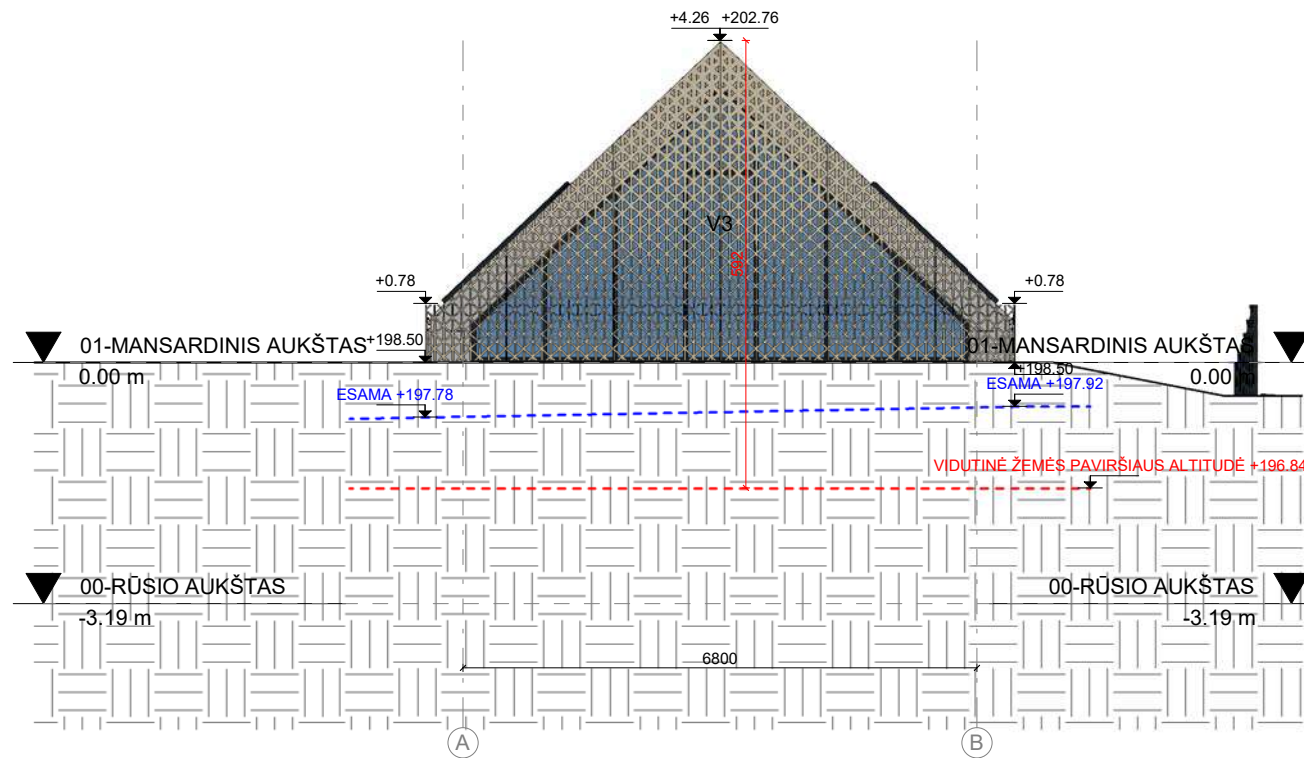 +4.26 +202.76
V3
592
+0.78
+0.78
01-MANSARDINIS AUKŠTAS
+198.50
01-MANSARDINIS AUKŠTA
0.00 m
+198.50
0.00
ESAMA +197.78
ESAMA +197.92
VIDUTINĖ ŽEMĖS PAVIRŠIAUS ALTITUDĖ +196.84
00-RŪSIO AUKŠTAS
00-RŪSIO AUKŠTAS
-3.19 m
-3.19 m
6800
A
B